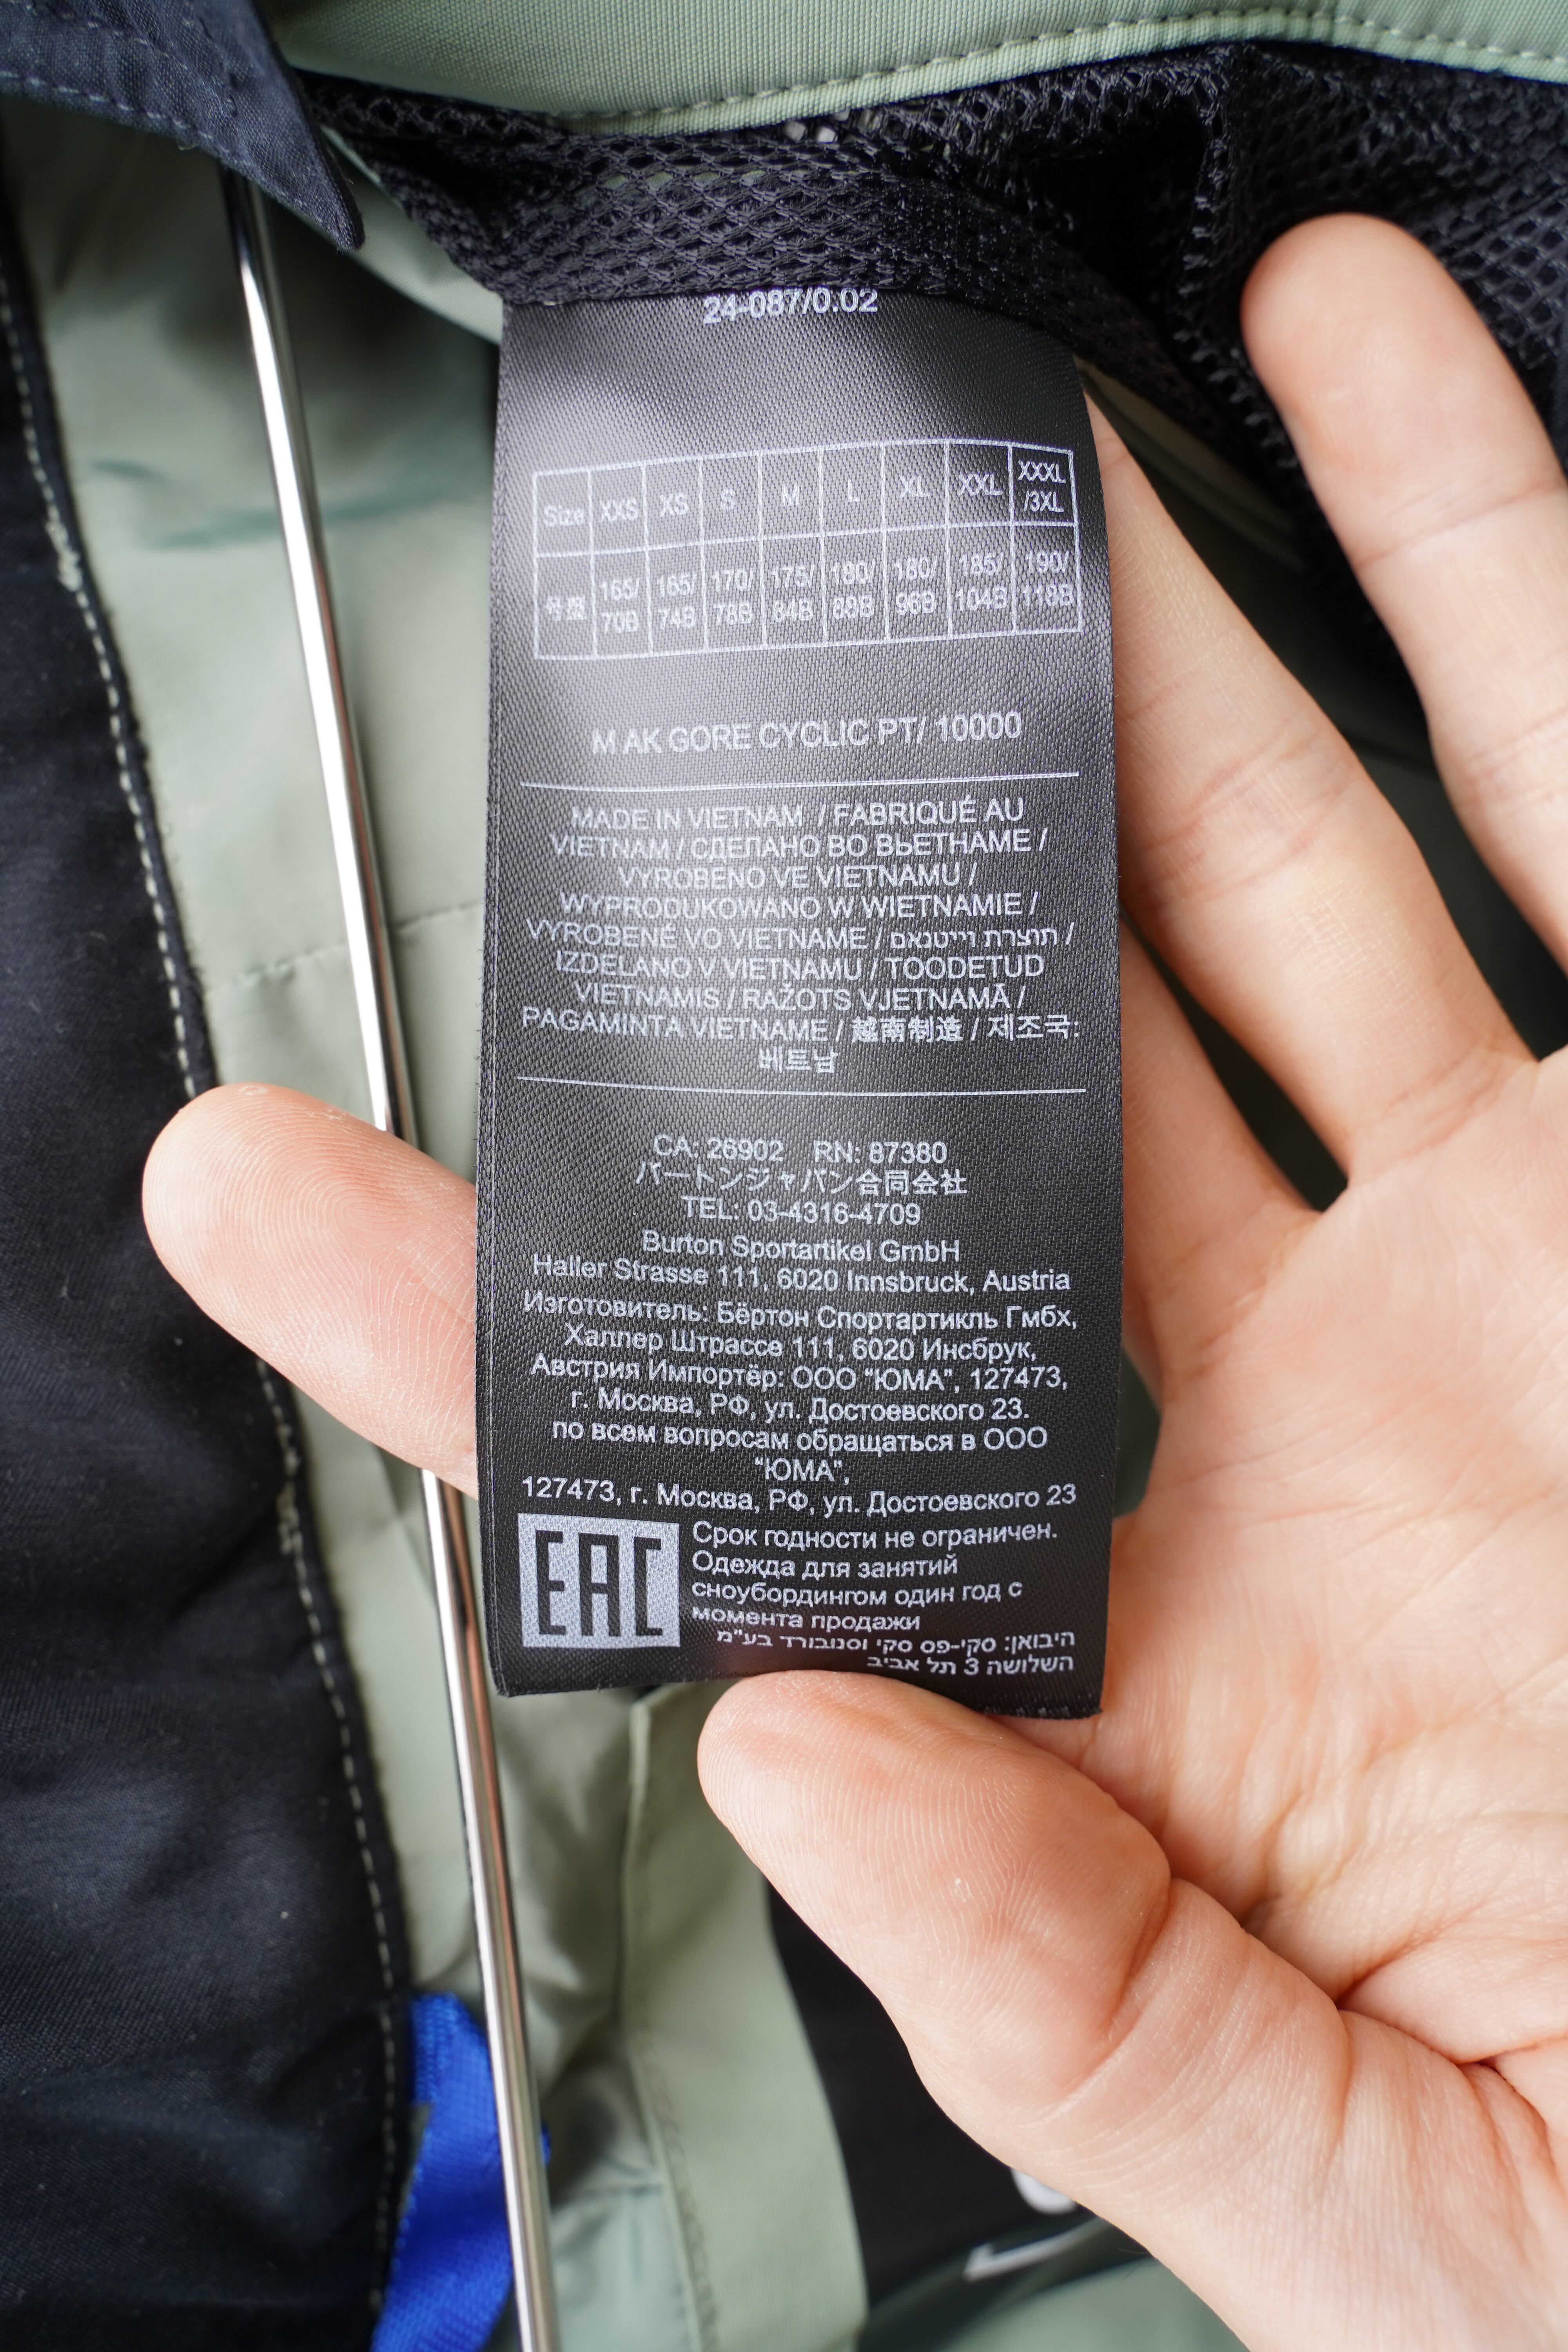 24-087/0.02
Size XXS XS S M L XL XXL XXXL/3XL
号型 165/70B 165/74B 170/78B 175/84B 180/88B 180/96B 185/104B 190/118B
M AK GORE CYCLIC PT/ 10000
MADE IN VIETNAM / FABRIQUÉ AU
VIETNAM / СДЕЛАНО ВО ВЬЕТНАМЕ /
VYROBENO VE VIETNAMU /
WYPRODUKOWANO W WIETNAMIE /
VYROBENÉ VO VIETNAME / תוצרת וייטנאם /
IZDELANO V VIETNAMU / TOODETUD
VIETNAMIS / RAŽOTS VJETNAMĀ /
PAGAMINTA VIETNAME / 越南制造 / 제조국:
베트남
CA: 26902 RN: 87380
バートンジャパン合同会社
TEL: 03-4316-4709
Burton Sportartikel GmbH
Haller Strasse 111, 6020 Innsbruck, Austria
Изготовитель: Бёртон Спортартикль Гмбх,
Халлер Штрассе 111, 6020 Инсбрук,
Австрия Импортёр: ООО "ЮМА", 127473,
г. Москва, РФ, ул. Достоевского 23.
по всем вопросам обращаться в ООО
"ЮМА",
127473, г. Москва, РФ, ул. Достоевского 23
EAC
Срок годности не ограничен.
Одежда для занятий
сноубордингом один год с
момента продажи
היבואן: סקי-פס סקי וסנובורד בע"מ
השלושה 3 תל אביב